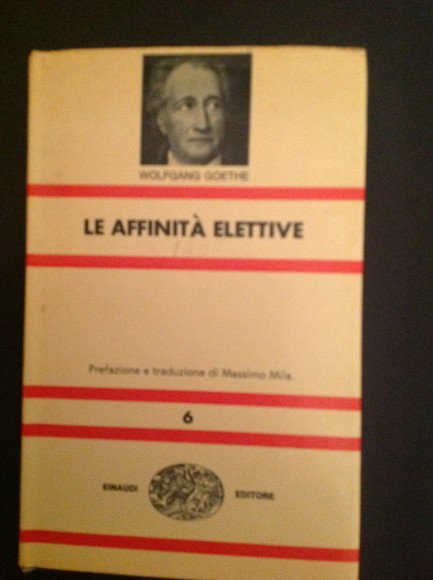 WOLFGANG GOETHE
LE AFFINITÀ ELETTIVE
Prefazione e traduzione di Massimo Mila.
6
EINAUDI EDITORE